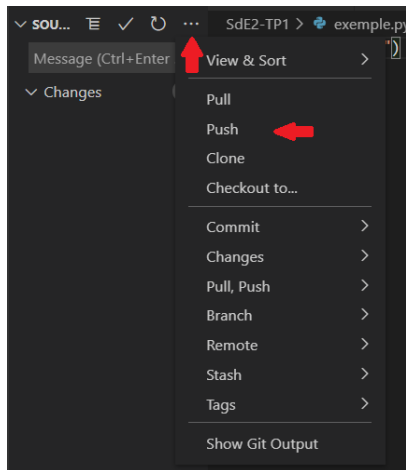 SOU... SdE2-TP1 > exemple.py
Message (Ctrl+Enter
View & Sort
Changes
Pull
Push
Clone
Checkout to...
Commit
Changes
Pull, Push
Branch
Remote
Stash
Tags
Show Git Output